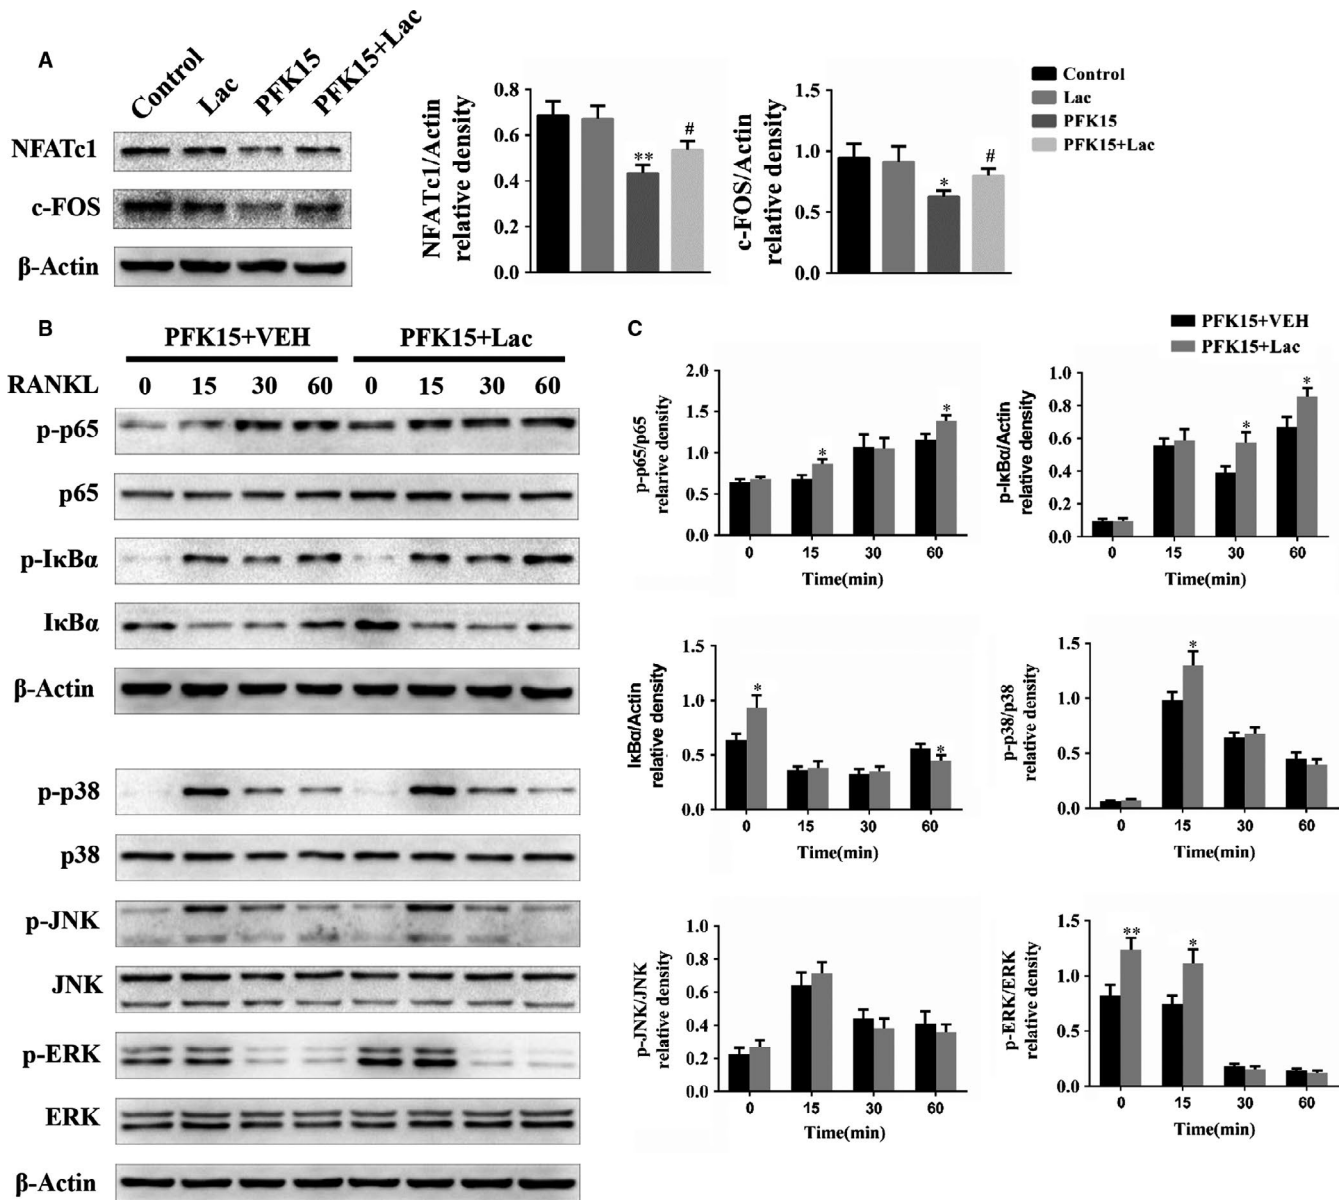 A
Control
Lac
PFK15
PFK15+Lac
NFATc1
c-FOS
β-Actin
NFATc1/Actin
relative density
0.8
0.6
0.4
0.2
0.0
**
#
c-FOS/Actin
relative density
1.5
1.0
0.5
0.0
*
#
Control
Lac
PFK15
PFK15+Lac
B
PFK15+VEH
PFK15+Lac
RANKL 0 15 30 60 0 15 30 60
p-p65
p65
p-IκBα
IκBα
β-Actin
p-p38
p38
p-JNK
JNK
p-ERK
ERK
β-Actin
C
PFK15+VEH
PFK15+Lac
p-p65/p65
relarive density
2.0
1.5
1.0
0.5
0.0
*
*
0 15 30 60
Time(min)
p-IκBα/Actin
relative density
1.0
0.8
0.6
0.4
0.2
0.0
*
*
0 15 30 60
Time(min)
IκBα/Actin
relative density
1.5
1.0
0.5
0.0
*
*
0 15 30 60
Time(min)
p-p38/p38
relative density
1.5
1.0
0.5
0.0
*
0 15 30 60
Time(min)
p-JNK/JNK
relative density
1.0
0.8
0.6
0.4
0.2
0.0
0 15 30 60
Time(min)
p-ERK/ERK
relative density
1.5
1.0
0.5
0.0
**
*
0 15 30 60
Time(min)